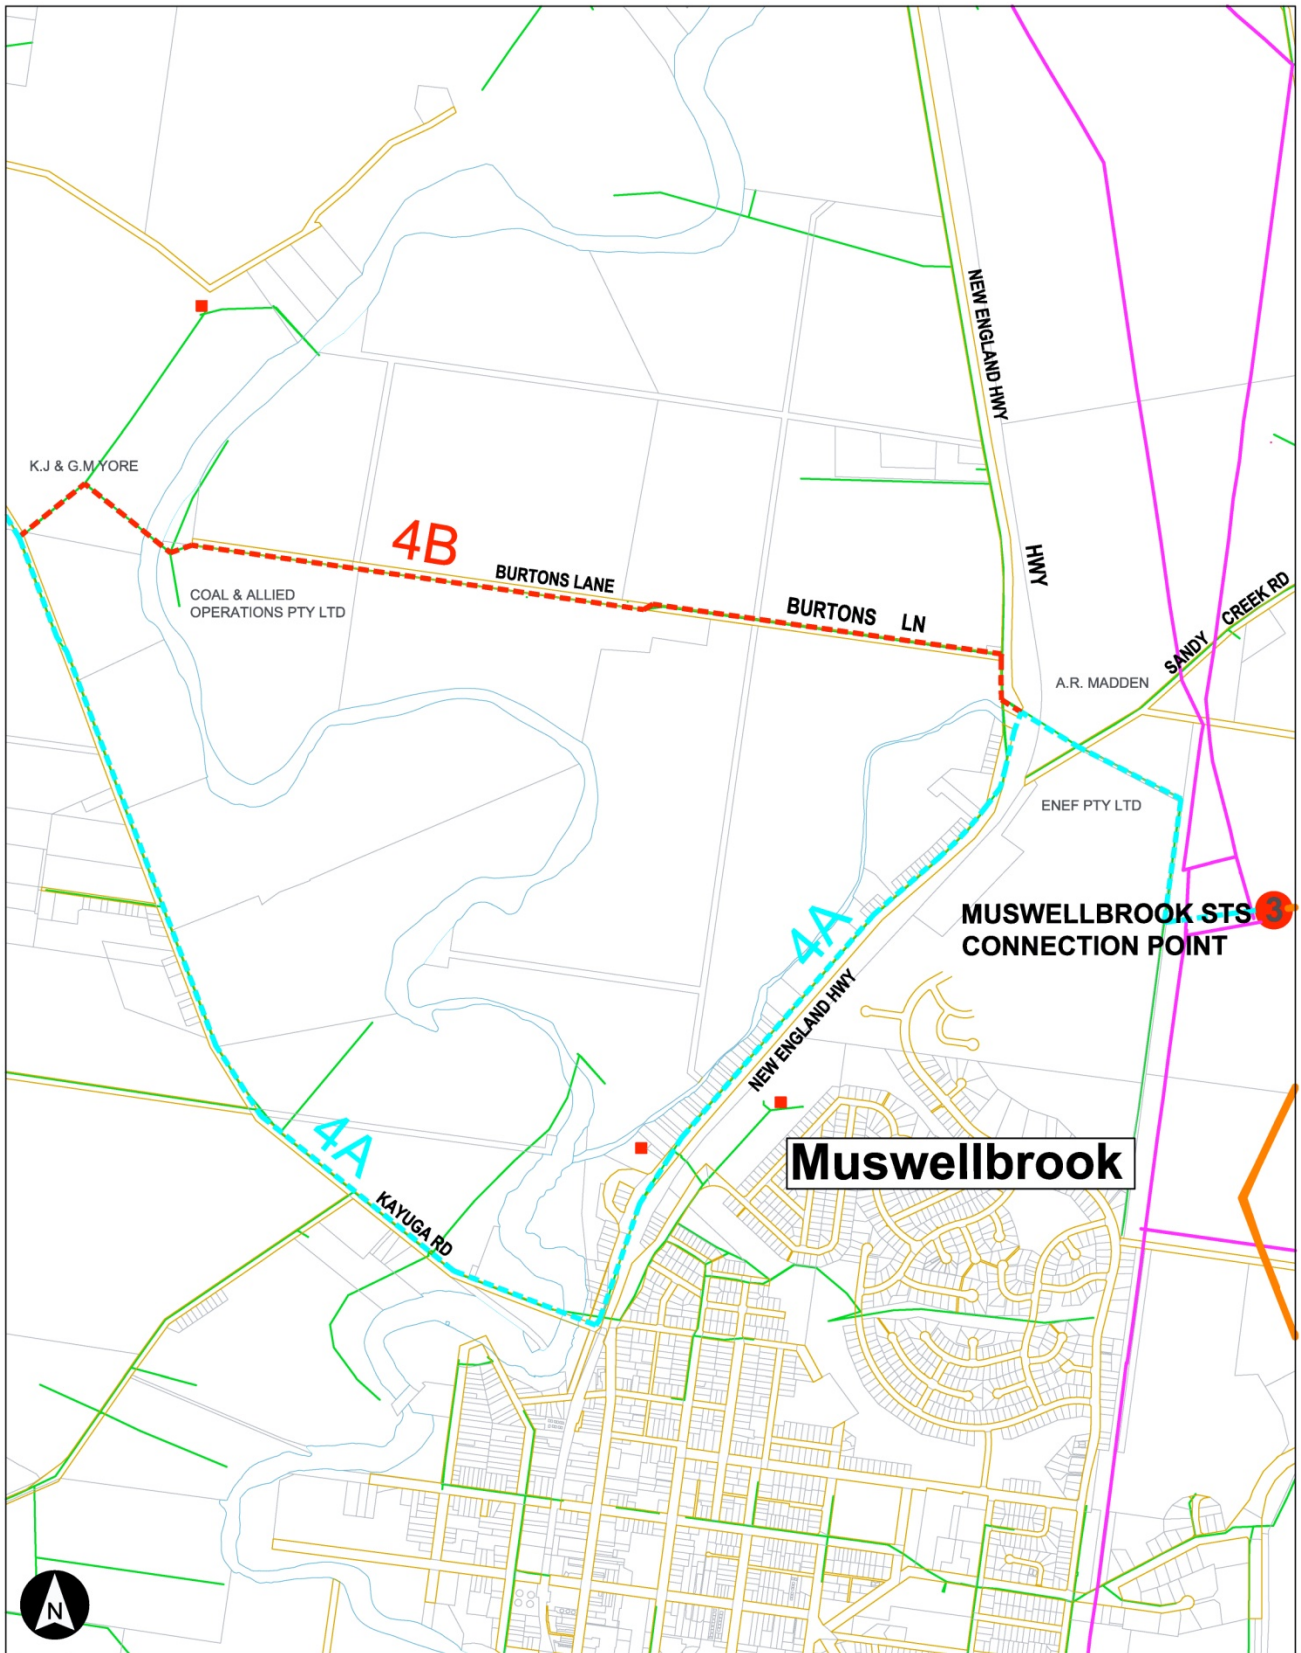 NEW ENGLAND HWY
K.J & G.M YORE
4B
HWY
BURTONS LANE
CREEK RD
COAL & ALLIED
OPERATIONS PTY LTD
BURTONS LN
SANDY
A.R. MADDEN
ENEF PTY LTD
4A
MUSWELLBROOK STS
3
CONNECTION POINT
NEW ENGLAND HWY
4A
Muswellbrook
KAYUGA RD
N